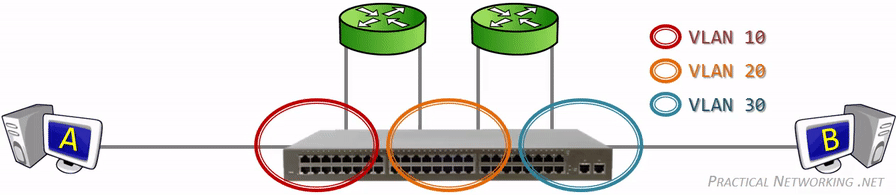 VLAN 10
VLAN 20
VLAN 30
A
B
PRACTICAL NETWORKING .NET